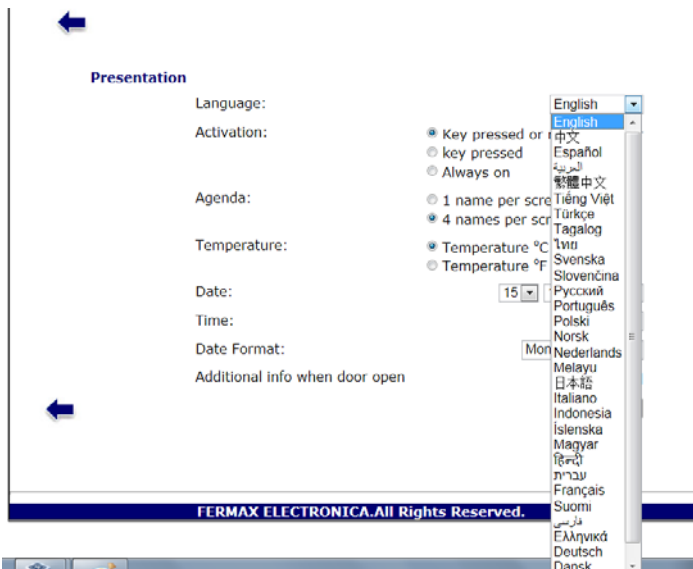 Presentation
Language:
English
Activation:
Key pressed or
key pressed
Always on
Agenda:
1 name per scre
4 names per scr
Temperature:
Temperature °C
Temperature °F
Date:
15
Time:
Date Format:
Mon
Additional info when door open
English
中文
Español
العربية
繁體中文
Tiếng Việt
Türkçe
Tagalog
ไทย
Svenska
Slovenčina
Русский
Português
Polski
Norsk
Nederlands
Melayu
日本語
Italiano
Indonesia
Íslenska
Magyar
हिन्दी
עברית
Français
Suomi
فارسی
Ελληνικά
Deutsch
Dansk
FERMAX ELECTRONICA.All Rights Reserved.